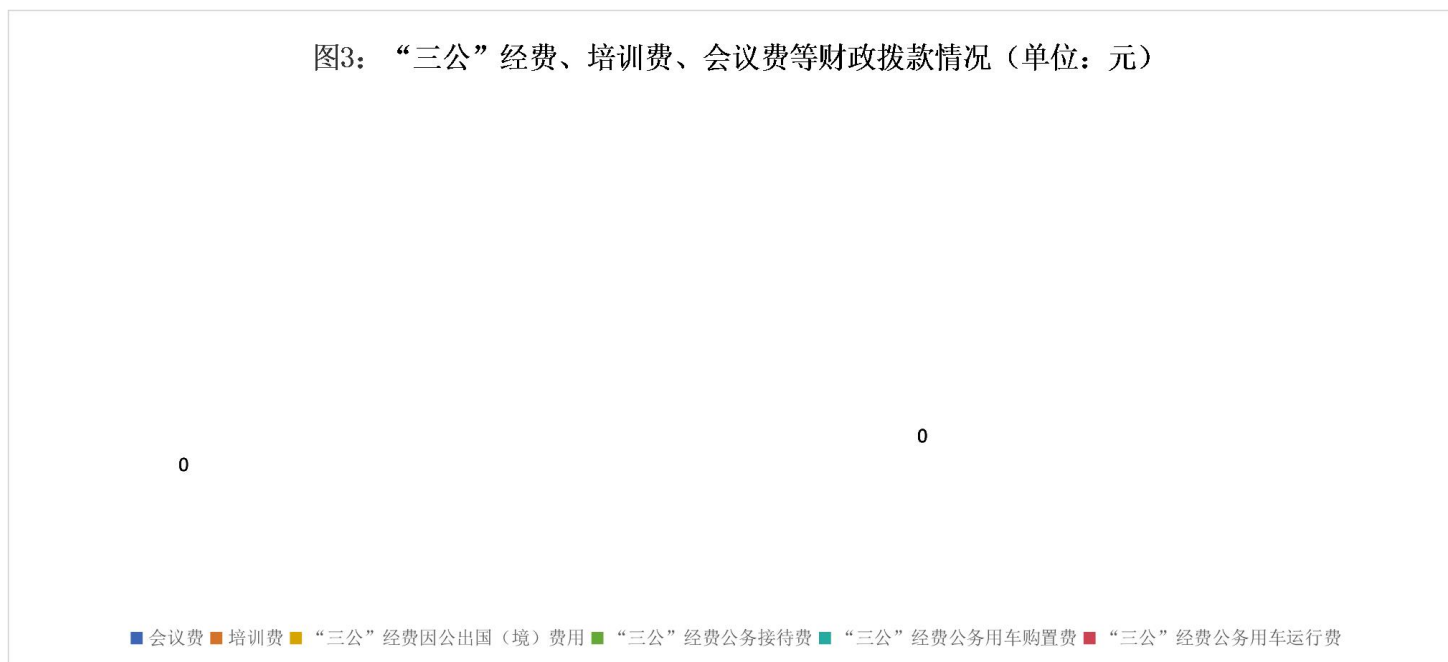 图3：“三公”经费、培训费、会议费等财政拨款情况（单位：元）
0
0
会议费 培训费 “三公”经费因公出国（境）费用 “三公”经费公务接待费 “三公”经费公务用车购置费 “三公”经费公务用车运行费